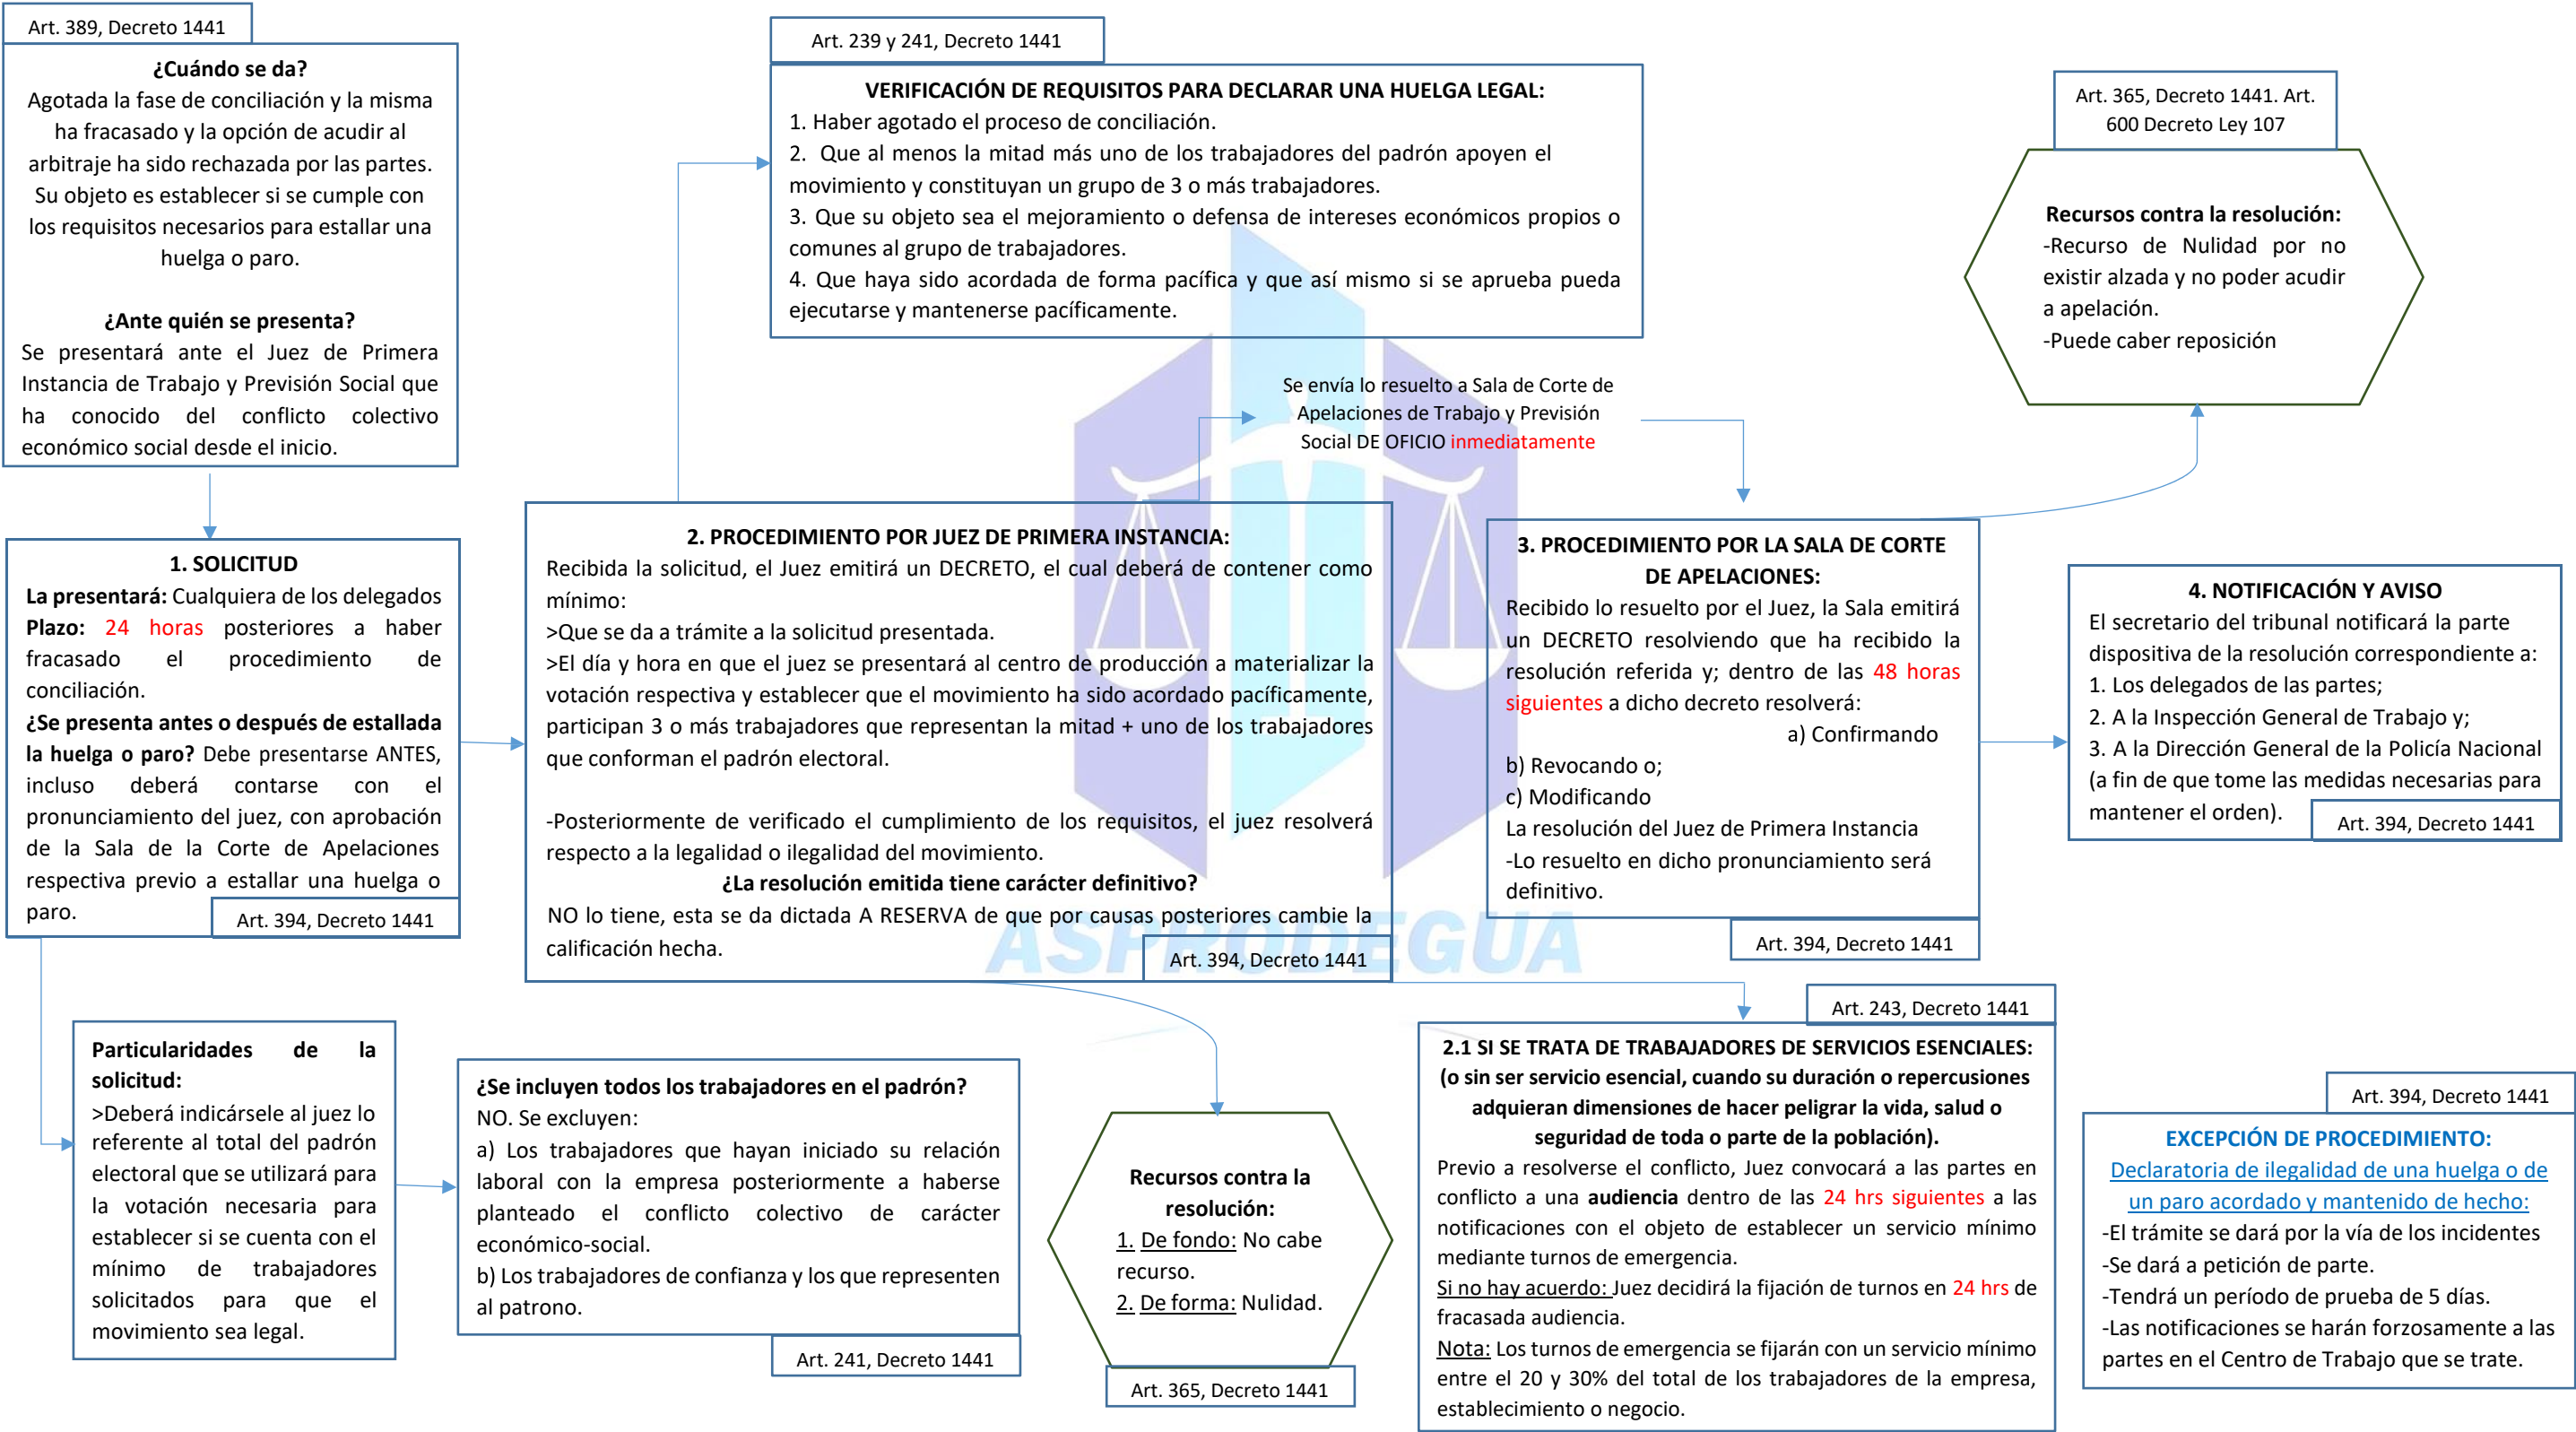 Art. 389, Decreto 1441
¿Cuándo se da?
Agotada la fase de conciliación y la misma
ha fracasado y la opción de acudir al
arbitraje ha sido rechazada por las partes.
Su objeto es establecer si se cumple con
los requisitos necesarios para estallar una
huelga o paro.
¿Ante quién se presenta?
Se presentará ante el Juez de Primera
Instancia de Trabajo y Previsión Social que
ha conocido del conflicto colectivo
económico social desde el inicio.
Art. 239 y 241, Decreto 1441
VERIFICACIÓN DE REQUISITOS PARA DECLARAR UNA HUELGA LEGAL:
1. Haber agotado el proceso de conciliación.
2. Que al menos la mitad más uno de los trabajadores del padrón apoyen el
movimiento y constituyan un grupo de 3 o más trabajadores.
3. Que su objeto sea el mejoramiento o defensa de intereses económicos propios o
comunes al grupo de trabajadores.
4. Que haya sido acordada de forma pacífica y que así mismo si se aprueba pueda
ejecutarse y mantenerse pacíficamente.
Art. 365, Decreto 1441. Art.
600 Decreto Ley 107
Recursos contra la resolución:
-Recurso de Nulidad por no
existir alzada y no poder acudir
a apelación.
-Puede caber reposición
Se envía lo resuelto a Sala de Corte de
Apelaciones de Trabajo y Previsión
Social DE OFICIO inmediatamente
1. SOLICITUD
La presentará: Cualquiera de los delegados
Plazo: 24 horas posteriores a haber
fracasado el procedimiento de
conciliación.
¿Se presenta antes o después de estallada
la huelga o paro? Debe presentarse ANTES,
incluso deberá contarse con el
pronunciamiento del juez, con aprobación
de la Sala de la Corte de Apelaciones
respectiva previo a estallar una huelga o
paro.
Art. 394, Decreto 1441
2. PROCEDIMIENTO POR JUEZ DE PRIMERA INSTANCIA:
Recibida la solicitud, el Juez emitirá un DECRETO, el cual deberá de contener como
mínimo:
>Que se da a trámite a la solicitud presentada.
>El día y hora en que el juez se presentará al centro de producción a materializar la
votación respectiva y establecer que el movimiento ha sido acordado pacíficamente,
participan 3 o más trabajadores que representan la mitad + uno de los trabajadores
que conforman el padrón electoral.
-Posteriormente de verificado el cumplimiento de los requisitos, el juez resolverá
respecto a la legalidad o ilegalidad del movimiento.
¿La resolución emitida tiene carácter definitivo?
NO lo tiene, esta se da dictada A RESERVA de que por causas posteriores cambie la
calificación hecha.
Art. 394, Decreto 1441
3. PROCEDIMIENTO POR LA SALA DE CORTE
DE APELACIONES:
Recibido lo resuelto por el Juez, la Sala emitirá
un DECRETO resolviendo que ha recibido la
resolución referida y; dentro de las 48 horas
siguientes a dicho decreto resolverá:
a) Confirmando
b) Revocando o;
c) Modificando
La resolución del Juez de Primera Instancia
-Lo resuelto en dicho pronunciamiento será
definitivo.
Art. 394, Decreto 1441
4. NOTIFICACIÓN Y AVISO
El secretario del tribunal notificará la parte
dispositiva de la resolución correspondiente a:
1. Los delegados de las partes;
2. A la Inspección General de Trabajo y;
3. A la Dirección General de la Policía Nacional
(a fin de que tome las medidas necesarias para
mantener el orden).
Art. 394, Decreto 1441
ASPRODEGUA
Particularidades de la
solicitud:
>Deberá indicársele al juez lo
referente al total del padrón
electoral que se utilizará para
la votación necesaria para
establecer si se cuenta con el
mínimo de trabajadores
solicitados para que el
movimiento sea legal.
¿Se incluyen todos los trabajadores en el padrón?
NO. Se excluyen:
a) Los trabajadores que hayan iniciado su relación
laboral con la empresa posteriormente a haberse
planteado el conflicto colectivo de carácter
económico-social.
b) Los trabajadores de confianza y los que representen
al patrono.
Art. 241, Decreto 1441
Recursos contra la
resolución:
1. De fondo: No cabe
recurso.
2. De forma: Nulidad.
Art. 365, Decreto 1441
Art. 243, Decreto 1441
2.1 SI SE TRATA DE TRABAJADORES DE SERVICIOS ESENCIALES:
(o sin ser servicio esencial, cuando su duración o repercusiones
adquieran dimensiones de hacer peligrar la vida, salud o
seguridad de toda o parte de la población).
Previo a resolverse el conflicto, Juez convocará a las partes en
conflicto a una audiencia dentro de las 24 hrs siguientes a las
notificaciones con el objeto de establecer un servicio mínimo
mediante turnos de emergencia.
Si no hay acuerdo: Juez decidirá la fijación de turnos en 24 hrs de
fracasada audiencia.
Nota: Los turnos de emergencia se fijarán con un servicio mínimo
entre el 20 y 30% del total de los trabajadores de la empresa,
establecimiento o negocio.
Art. 394, Decreto 1441
EXCEPCIÓN DE PROCEDIMIENTO:
Declaratoria de ilegalidad de una huelga o de
un paro acordado y mantenido de hecho:
-El trámite se dará por la vía de los incidentes
-Se dará a petición de parte.
-Tendrá un período de prueba de 5 días.
-Las notificaciones se harán forzosamente a las
partes en el Centro de Trabajo que se trate.